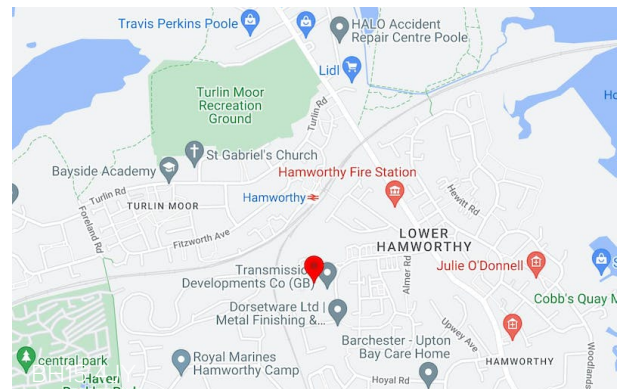 Travis Perkins Poole
HALO Accident
Repair Centre Poole
Lidl
Turlin Moor
Recreation
Ground
Turlin Rd
St Gabriel's Church
Bayside Academy
Hamworthy Fire Station
Turlin Rd
Hamworthy
Hewitt Rd
TURLIN MOOR
Foreland Rd
Fitzworth Ave
LOWER
HAMWORTHY
Transmission
Developments Co (GB)
Almer Rd
Julie O'Donnell
Dorsetware Ltd |
Metal Finishing &...
Cobb's Quay M
Barchester - Upton
Bay Care Home
Upwey Ave
central park
Haven
Royal Marines
Hamworthy Camp
HAMWORTHY
Hoyal Rd
Woodlands